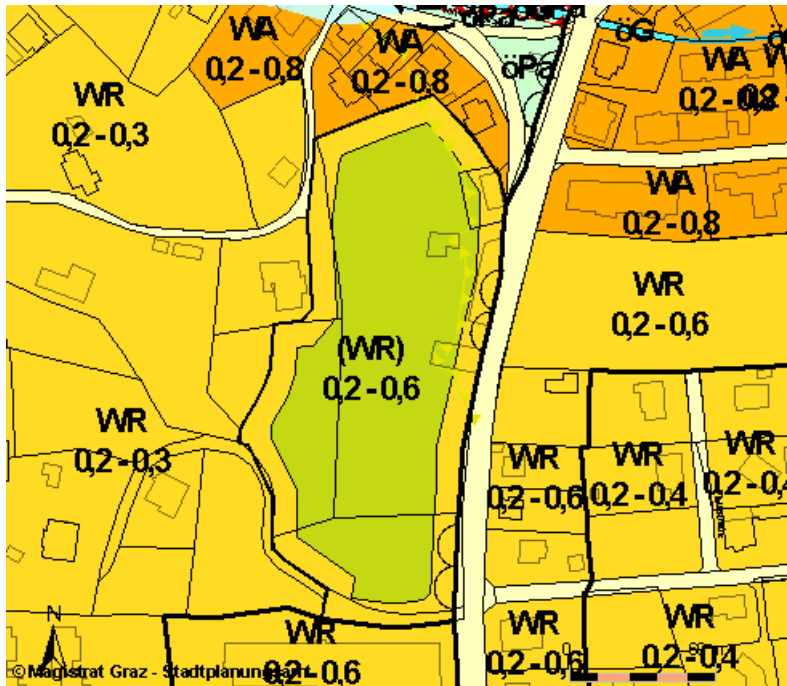 WA
0,2 - 0,8
WA
0,2 - 0,8
öPa
öG
WA
WR
0,2 - 0,3
WA
0,2 - 0,8
WR
0,2 - 0,6
(WR)
0,2 - 0,6
WR
0,2 - 0,3
WR
0,2 - 0,6
WR
0,2 - 0,4
WR
0,2 - 0,4
N
WR
0,2 - 0,6
WR
0,2 - 0,6
WR
0,2 - 0,4
© Magistrat Graz - Stadtplanungsamt